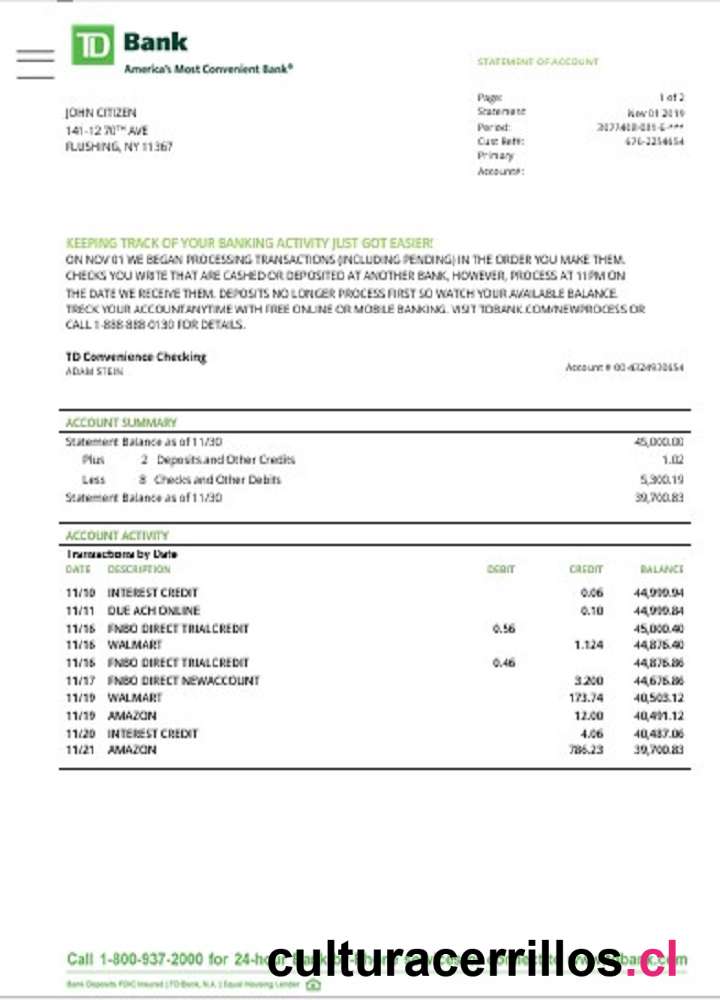 TD Bank
America's Most Convenient Bank®
STATEMENT OF ACCOUNT
JOHN CITIZEN
141-12 70TH AVE
FLUSHING, NY 11367
Page: 1 of 2
Statement Nov 01 2019
Period:
Cust Ref#: 676-2254654
Primary
Account#:
KEEPING TRACK OF YOUR BANKING ACTIVITY JUST GOT EASIER!
ON NOV 01 WE BEGAN PROCESSING TRANSACTIONS (INCLUDING PENDING) IN THE ORDER YOU MAKE THEM.
CHECKS YOU WRITE THAT ARE CASHED OR DEPOSITED AT ANOTHER BANK, HOWEVER, PROCESS AT 11PM ON
THE DATE WE RECEIVE THEM. DEPOSITS NO LONGER PROCESS FIRST SO WATCH YOUR AVAILABLE BALANCE.
TRECK YOUR ACCOUNTANYTIME WITH FREE ONLINE OR MOBILE BANKING. VISIT TDBANK.COM/NEWPROCESS OR
CALL 1-888-888-0130 FOR DETAILS.
TD Convenience Checking
ADAM STEIN
Account #
ACCOUNT SUMMARY
Statement Balance as of 11/30 45,000.00
Plus 2 Deposits and Other Credits 1.02
Less 8 Checks and Other Debits 5,300.19
Statement Balance as of 11/30 39,700.83
ACCOUNT ACTIVITY
Transactions by Date
DATE DESCRIPTION DEBIT CREDIT BALANCE
11/10 INTEREST CREDIT 0.06 44,999.94
11/11 DUE ACH ONLINE 0.10 44,999.84
11/16 FNBO DIRECT TRIALCREDIT 0.56 45,000.40
11/16 WALMART 1.124 44,876.40
11/16 FNBO DIRECT TRIALCREDIT 0.46 44,876.86
11/17 FNBO DIRECT NEWACCOUNT 3.200 44,676.86
11/19 WALMART 173.74 40,503.12
11/19 AMAZON 12.00 40,491.12
11/20 INTEREST CREDIT 4.06 40,487.06
11/21 AMAZON 786.23 39,700.83
Call 1-800-937-2000 for 24-hour
culturacerrillos.cl
Bank Deposits FDIC Insured | TD Bank, N.A. | Equal Housing Lender